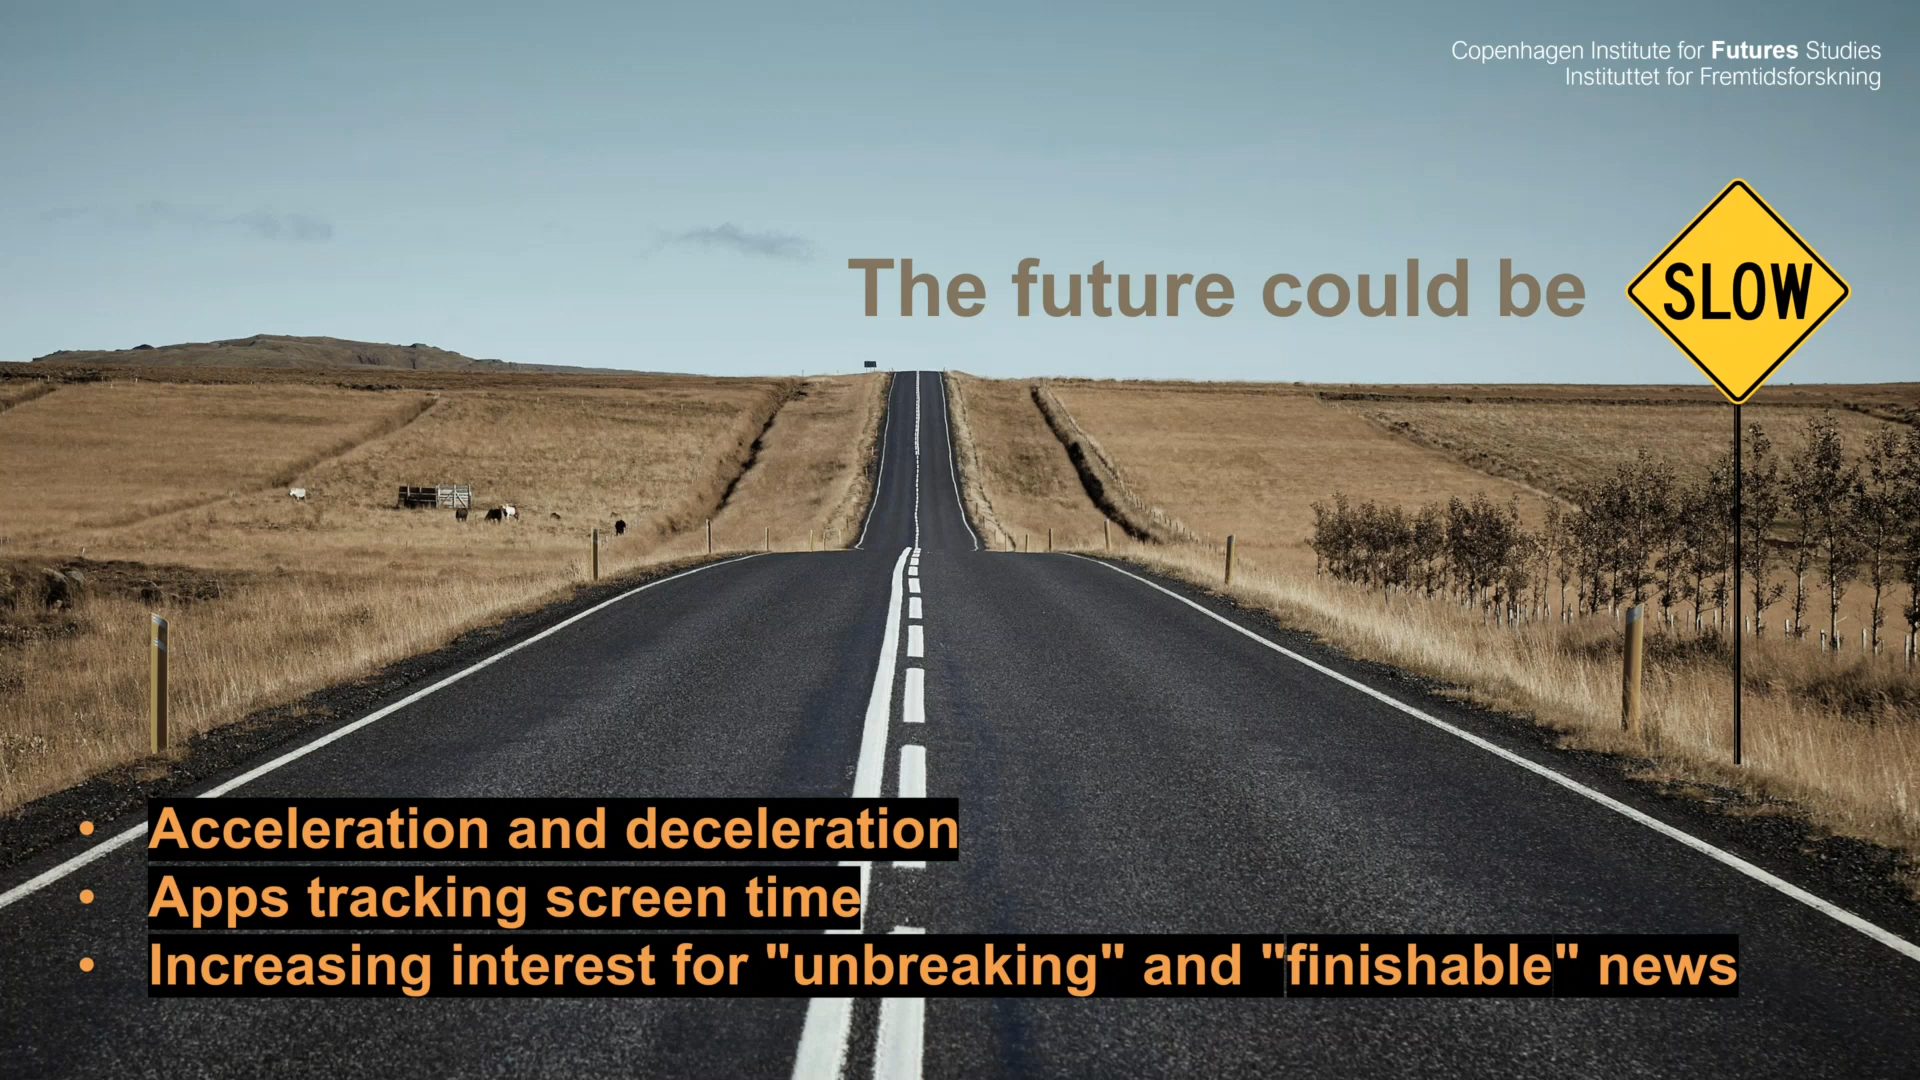 Copenhagen Institute for Futures Studies
Instituttet for Fremtidsforskning
The future could be
SLOW
• Acceleration and deceleration
• Apps tracking screen time
• Increasing interest for "unbreaking" and "finishable" news